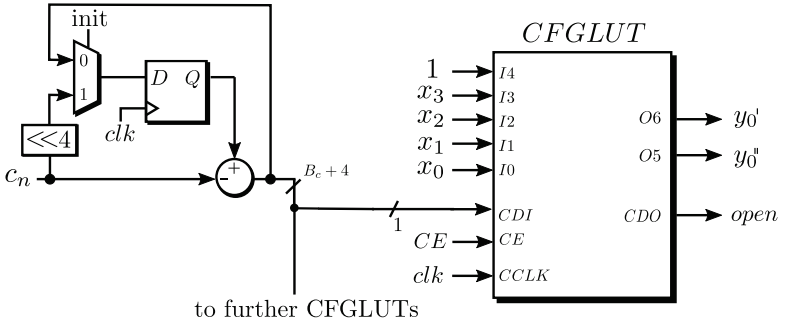 init
CFGLUT
0
1
D Q
clk
≪4
c_n
+
-
B_c + 4
1
1 I4
x_3 I3
x_2 I2
x_1 I1
x_0 I0
CDI
CE CE
clk CCLK
O6 y_0'
O5 y_0"
CDO open
to further CFGLUTs